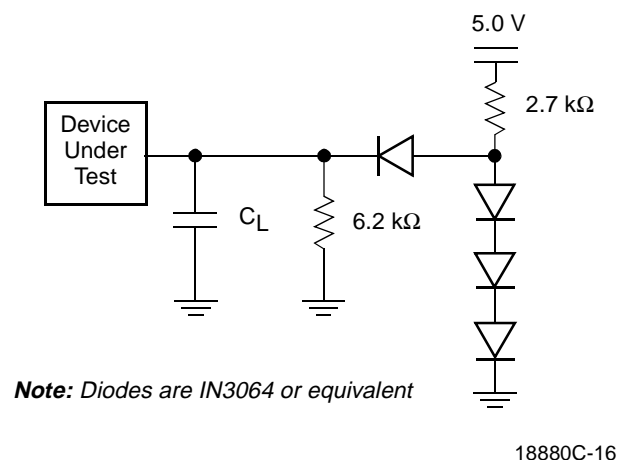 5.0 V
2.7 kΩ
Device
Under
Test
CL
6.2 kΩ
Note: Diodes are IN3064 or equivalent
18880C-16